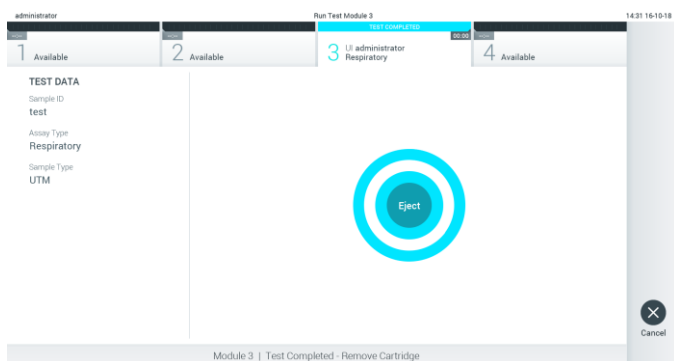 administrator
Run Test Module 3
14:31 16-10-18
TEST COMPLETED
00:00
1 Available
2 Available
3 UI administrator
Respiratory
4 Available
TEST DATA
Sample ID
test
Assay Type
Respiratory
Sample Type
UTM
Eject
Cancel
Module 3 | Test Completed - Remove Cartridge